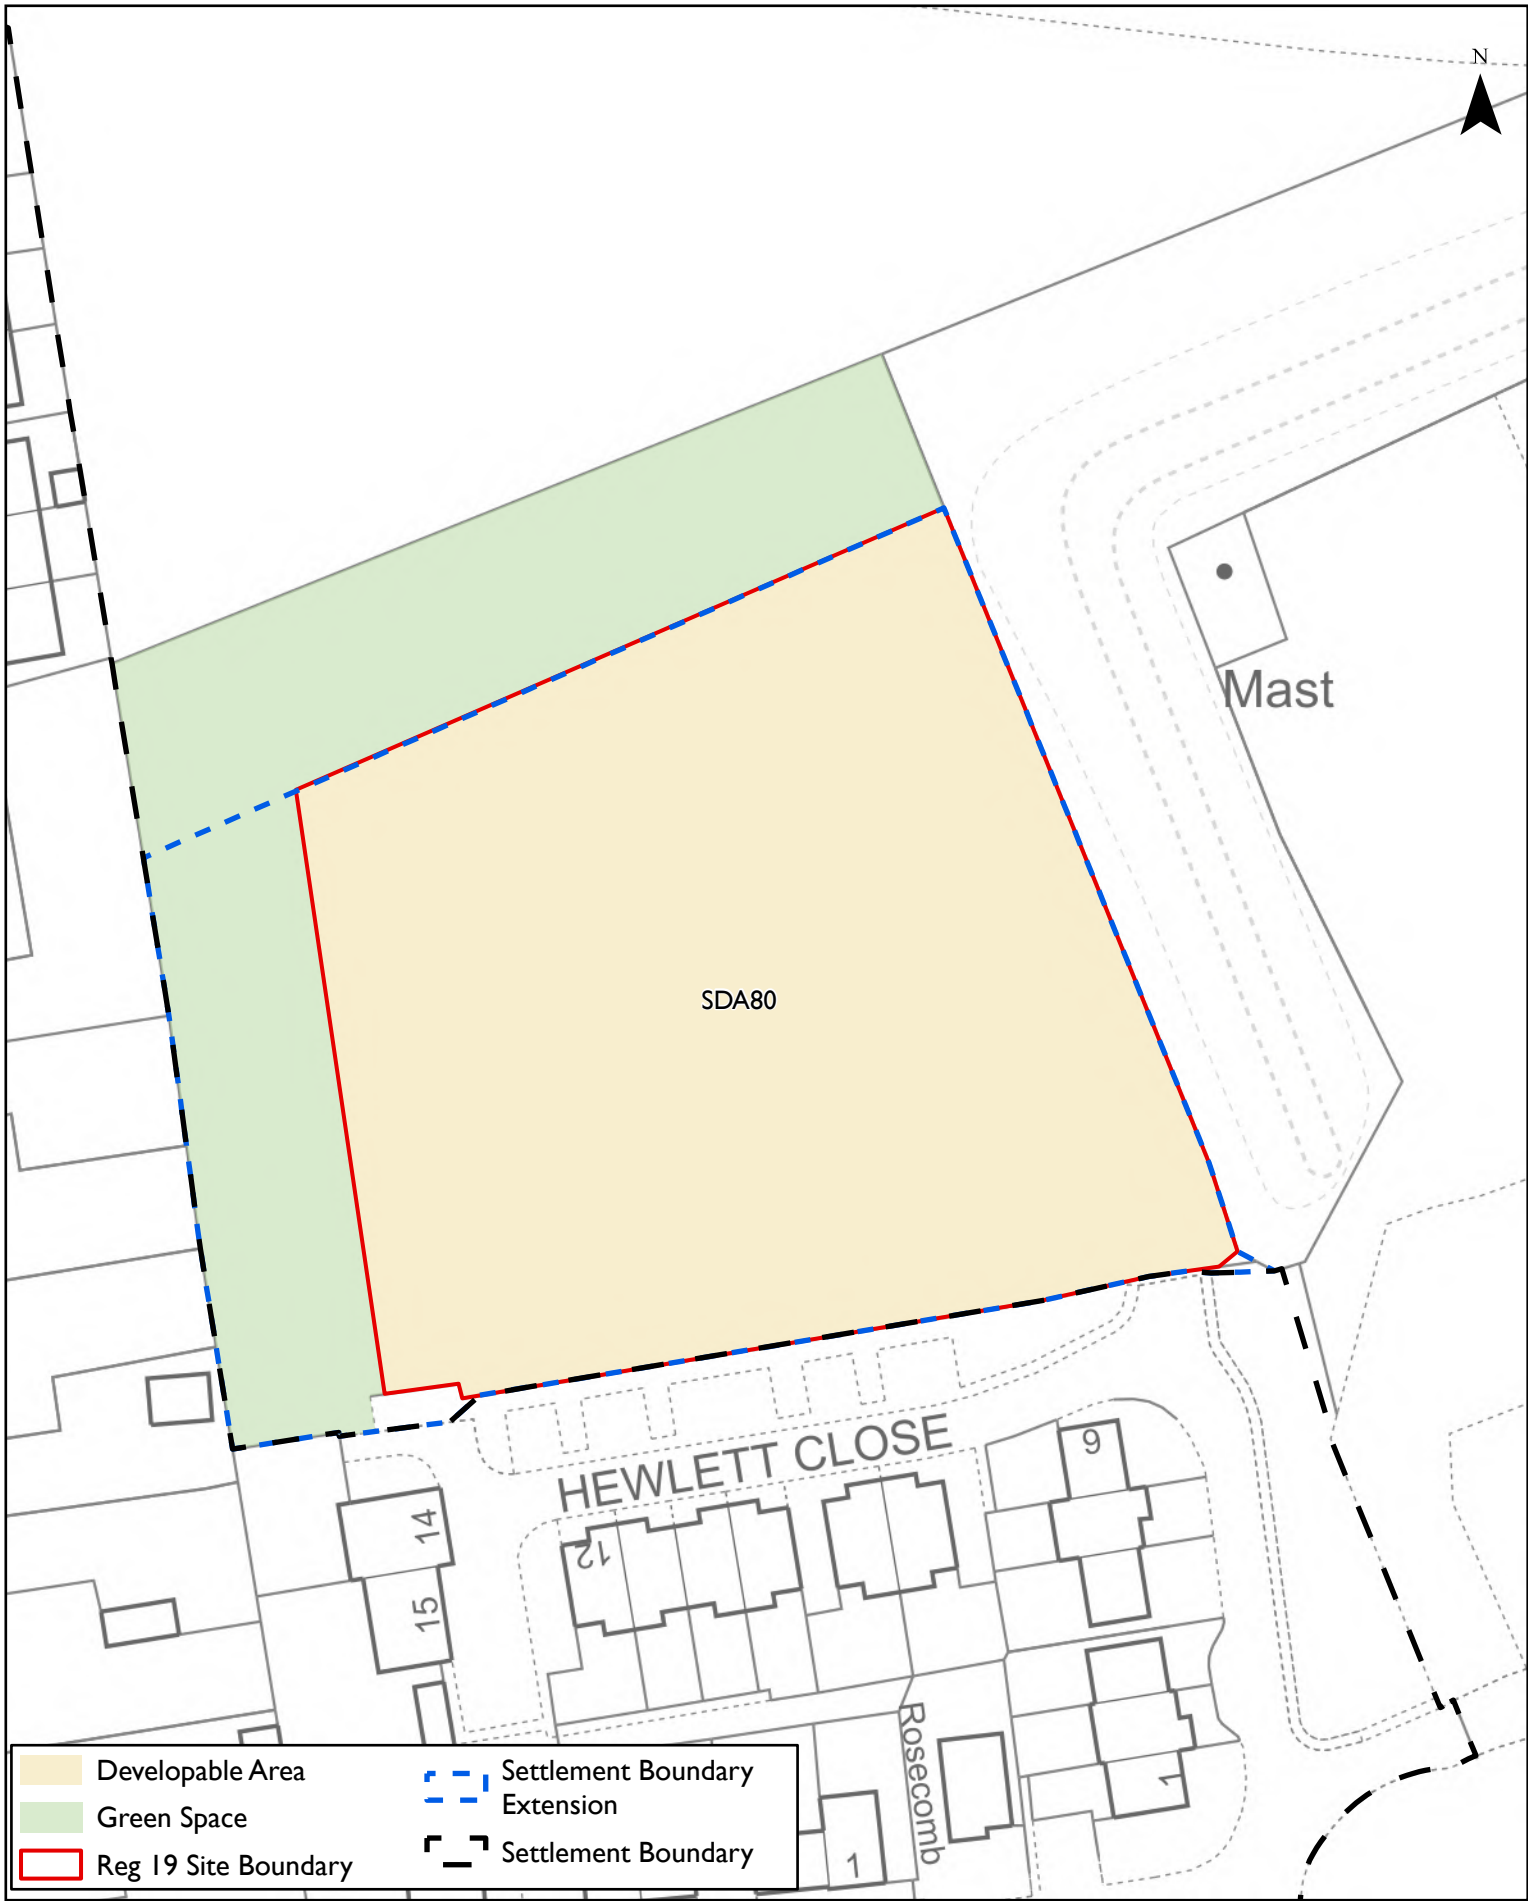 N
Mast
SDA80
HEWLETT CLOSE
9
14
12
15
Rosecomb
1
1
Developable Area
Green Space
Reg 19 Site Boundary
Settlement Boundary
Extension
Settlement Boundary